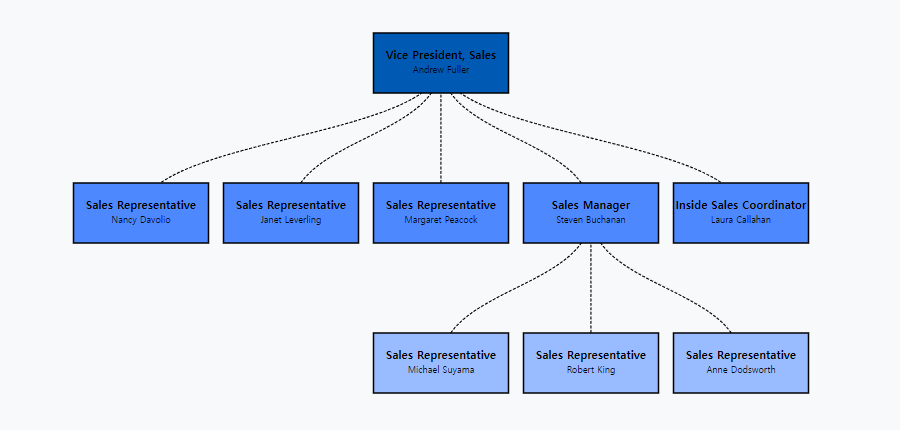 Vice President, Sales
Andrew Fuller
Sales Representative
Nancy Davolio
Sales Representative
Janet Leverling
Sales Representative
Margaret Peacock
Sales Manager
Steven Buchanan
Inside Sales Coordinator
Laura Callahan
Sales Representative
Michael Suyama
Sales Representative
Robert King
Sales Representative
Anne Dodsworth